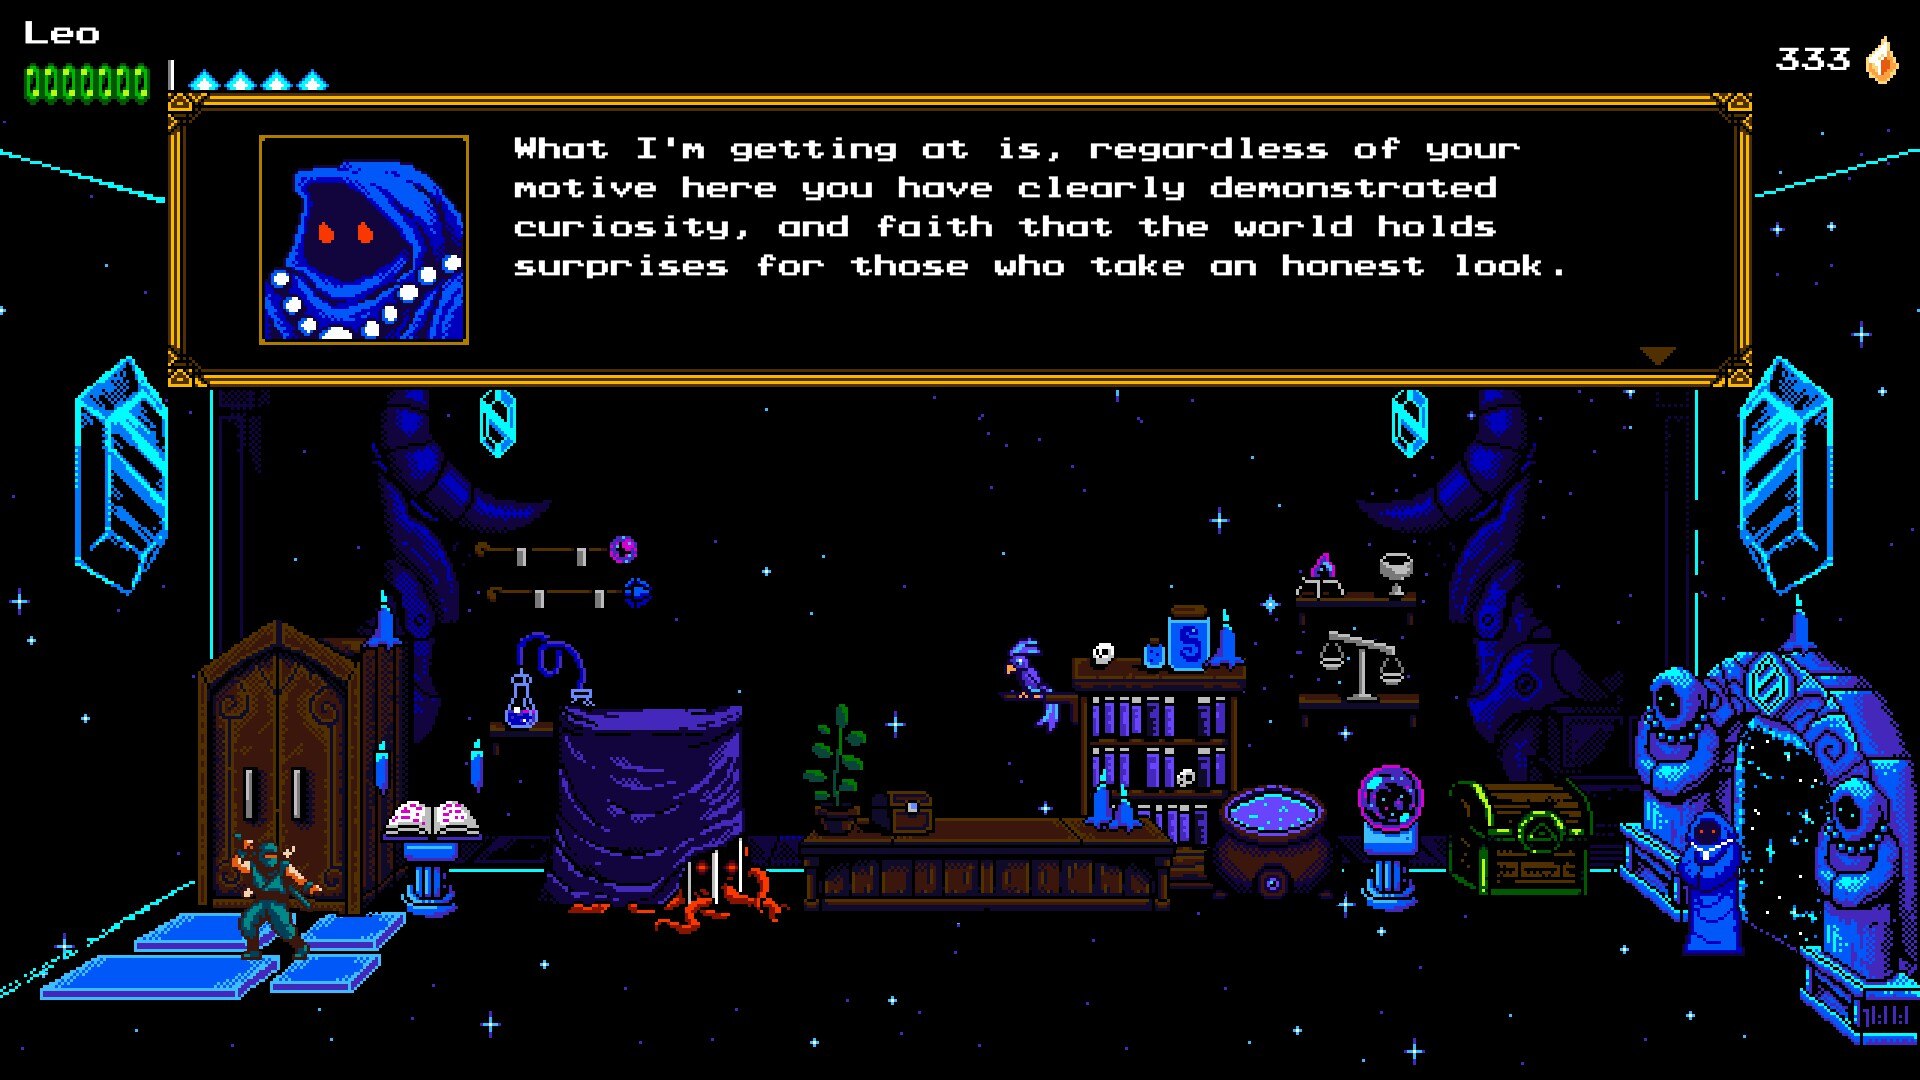 Leo
333
What I'm getting at is, regardless of your
motive here you have clearly demonstrated
curiosity, and faith that the world holds
surprises for those who take an honest look.
S